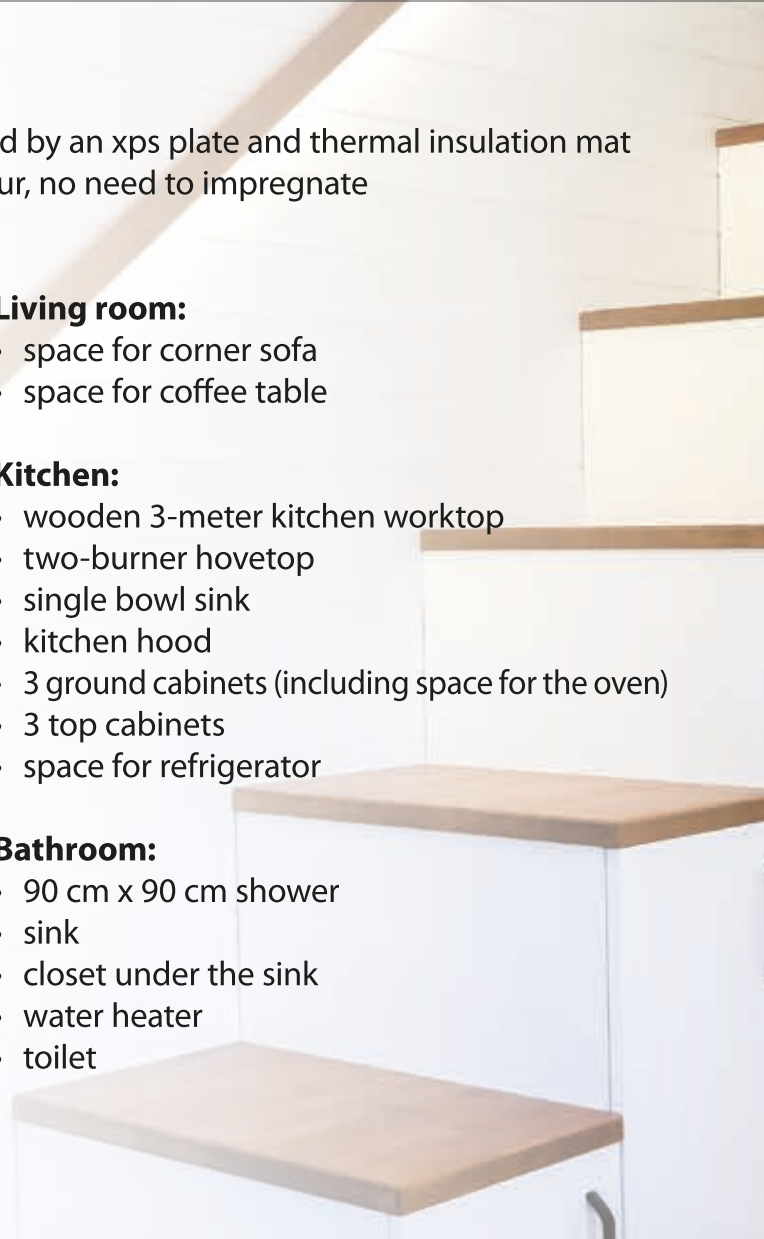 by an xps plate and thermal insulation mat
no need to impregnate
Living room:
• space for corner sofa
• space for coffee table
Kitchen:
• wooden 3-meter kitchen worktop
• two-burner hovetop
• single bowl sink
• kitchen hood
• 3 ground cabinets (including space for the oven)
• 3 top cabinets
• space for refrigerator
Bathroom:
• 90 cm x 90 cm shower
• sink
• closet under the sink
• water heater
• toilet